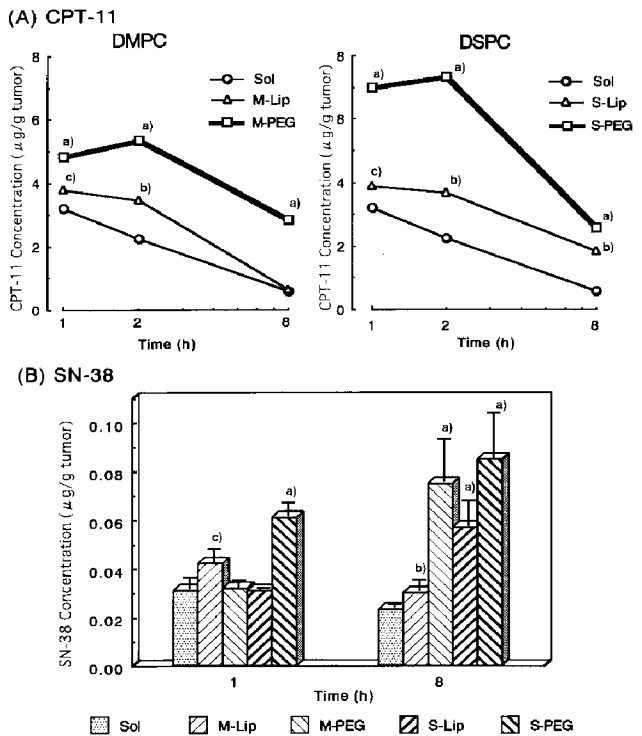 (A) CPT-11
DMPC
DSPC
CPT-11 Concentration (μg/g tumor)
8
6
4
2
0
Sol
M-Lip
M-PEG
a)
a)
a)
c)
b)
1
2
8
Time (h)
CPT-11 Concentration (μg/g tumor)
8
6
4
2
0
Sol
S-Lip
S-PEG
a)
a)
a)
c)
b)
b)
1
2
8
Time (h)
(B) SN-38
SN-38 Concentration (μg/g tumor)
0.10
0.08
0.06
0.04
0.02
0.00
c)
a)
b)
a)
a)
a)
1
8
Time (h)
Sol
M-Lip
M-PEG
S-Lip
S-PEG